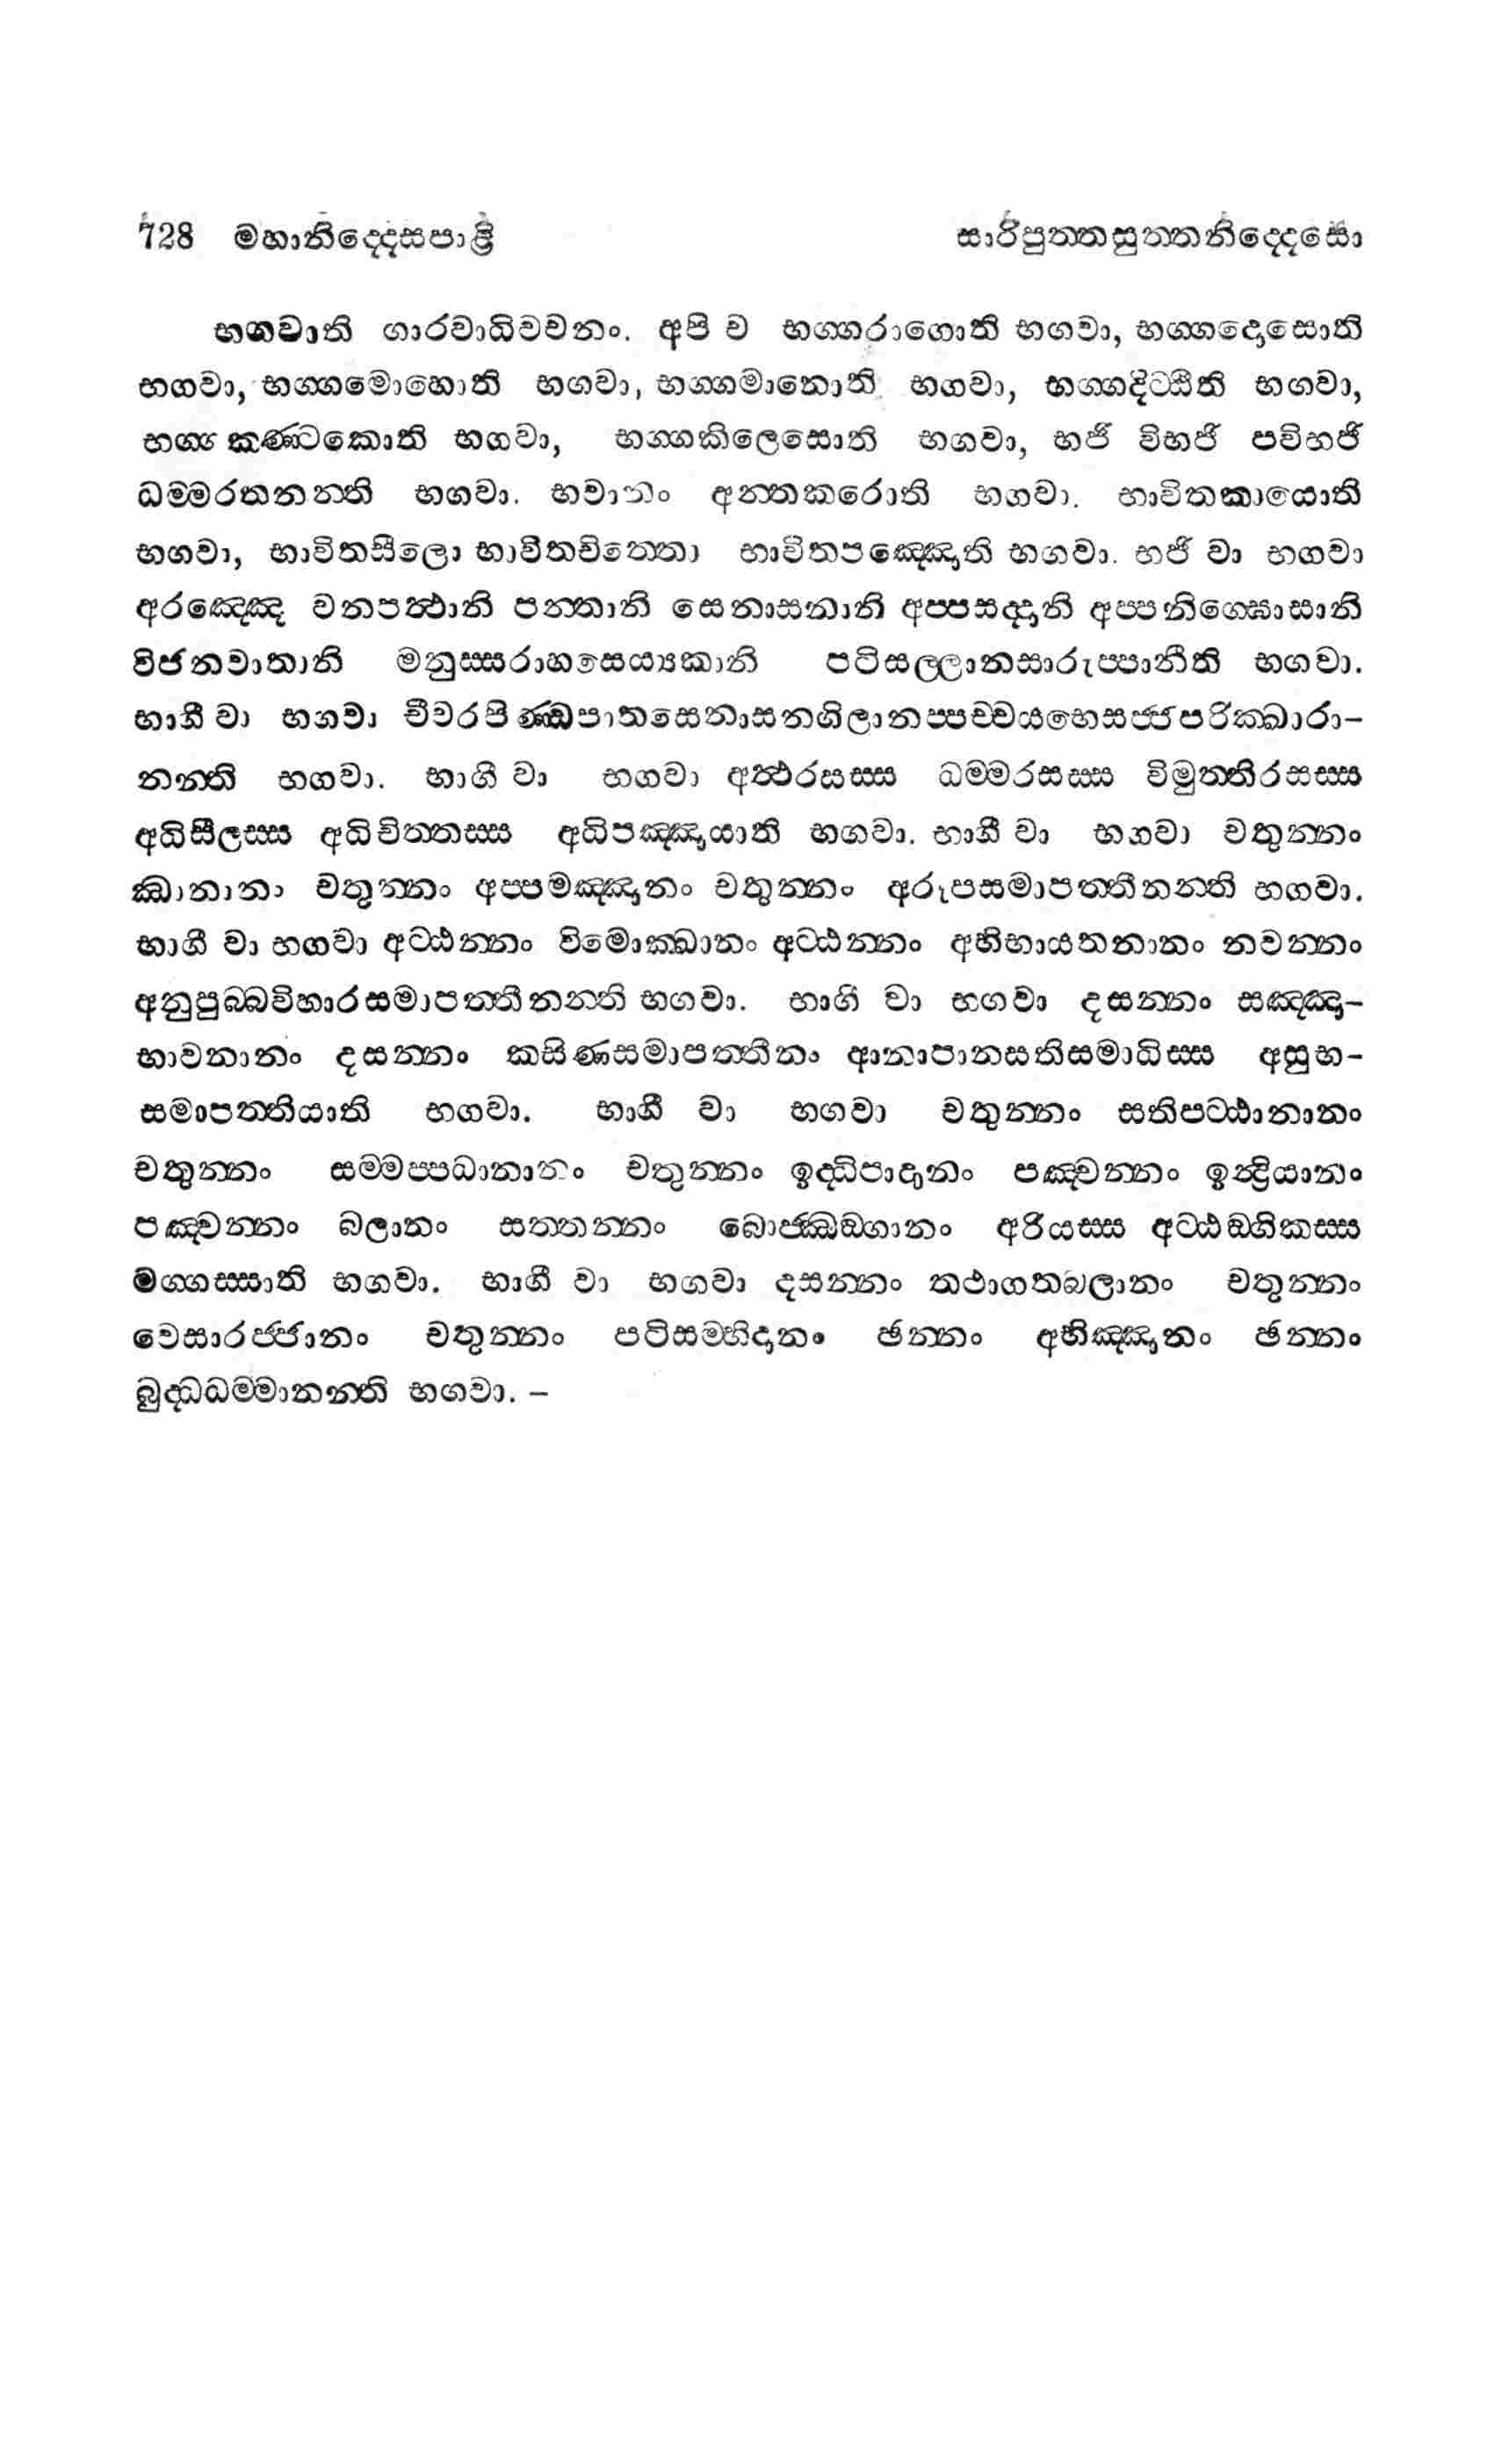 728 මහානිද්දෙසපාළි සාරිපුත්තසුත්තනිද්දෙසො
භගවාති ගාරවාධිවචනං. අපි ච භග්ගරාගොති භගවා, භග්ගදොසොති
භගවා, භග්ගමොහොති භගවා, භග්ගමානොති භගවා, භග්ගදිට්ඨීති භගවා,
භග්ග කණ්ටකොති භගවා, භග්ගකිලෙසොති භගවා, භජි විභජි පවිභජි
ධම්මරතනන්ති භගවා. භවානං අන්තකරොති භගවා. භාවිතකායොති
භගවා, භාවිතසීලො භාවිතචිත්තො භාවිතපඤ්ඤොති භගවා. භජි වා භගවා
අරඤ්ඤෙ වනපත්ථානි පන්තානි සෙනාසනානි අප්පසද්දානි අප්පනිග්ඝොසානි
විජනවාතානි මනුස්සරාහසෙය්‍යකානි පටිසල්ලානසාරුප්පානීති භගවා.
භාගී වා භගවා චීවරපිණ්ඩපාතසෙනාසනගිලානප්පච්චයභෙසජ්ජපරික්ඛාරා-
නන්ති භගවා. භාගී වා භගවා අත්ථරසස්ස ධම්මරසස්ස විමුත්තිරසස්ස
අධිසීලස්ස අධිචිත්තස්ස අධිපඤ්ඤායාති භගවා. භාගී වා භගවා චතුන්නං
ඣානානා චතුන්නං අප්පමඤ්ඤානං චතුන්නං අරූපසමාපත්තීනන්ති භගවා.
භාගී වා භගවා අට්ඨන්නං විමොක්ඛානං අට්ඨන්නං අභිභායතනානං නවන්නං
අනුපුබ්බවිහාරසමාපත්තීනන්ති භගවා. භාගී වා භගවා දසන්නං සඤ්ඤා-
භාවනානං දසන්නං කසිණසමාපත්තීනං ආනාපානසතිසමාධිස්ස අසුභ-
සමාපත්තියාති භගවා. භාගී වා භගවා චතුන්නං සතිපට්ඨානානං
චතුන්නං සම්මප්පධානානං චතුන්නං ඉද්ධිපාදානං පඤ්චන්නං ඉන්ද්‍රියානං
පඤ්චන්නං බලානං සත්තන්නං බොජ්ඣඞ්ගානං අරියස්ස අට්ඨඞ්ගිකස්ස
මග්ගස්සාති භගවා. භාගී වා භගවා දසන්නං තථාගතබලානං චතුන්නං
වෙසාරජ්ජානං චතුන්නං පටිසම්භිදානං ඡන්නං අභිඤ්ඤානං ඡන්නං
බුද්ධධම්මානන්ති භගවා. –